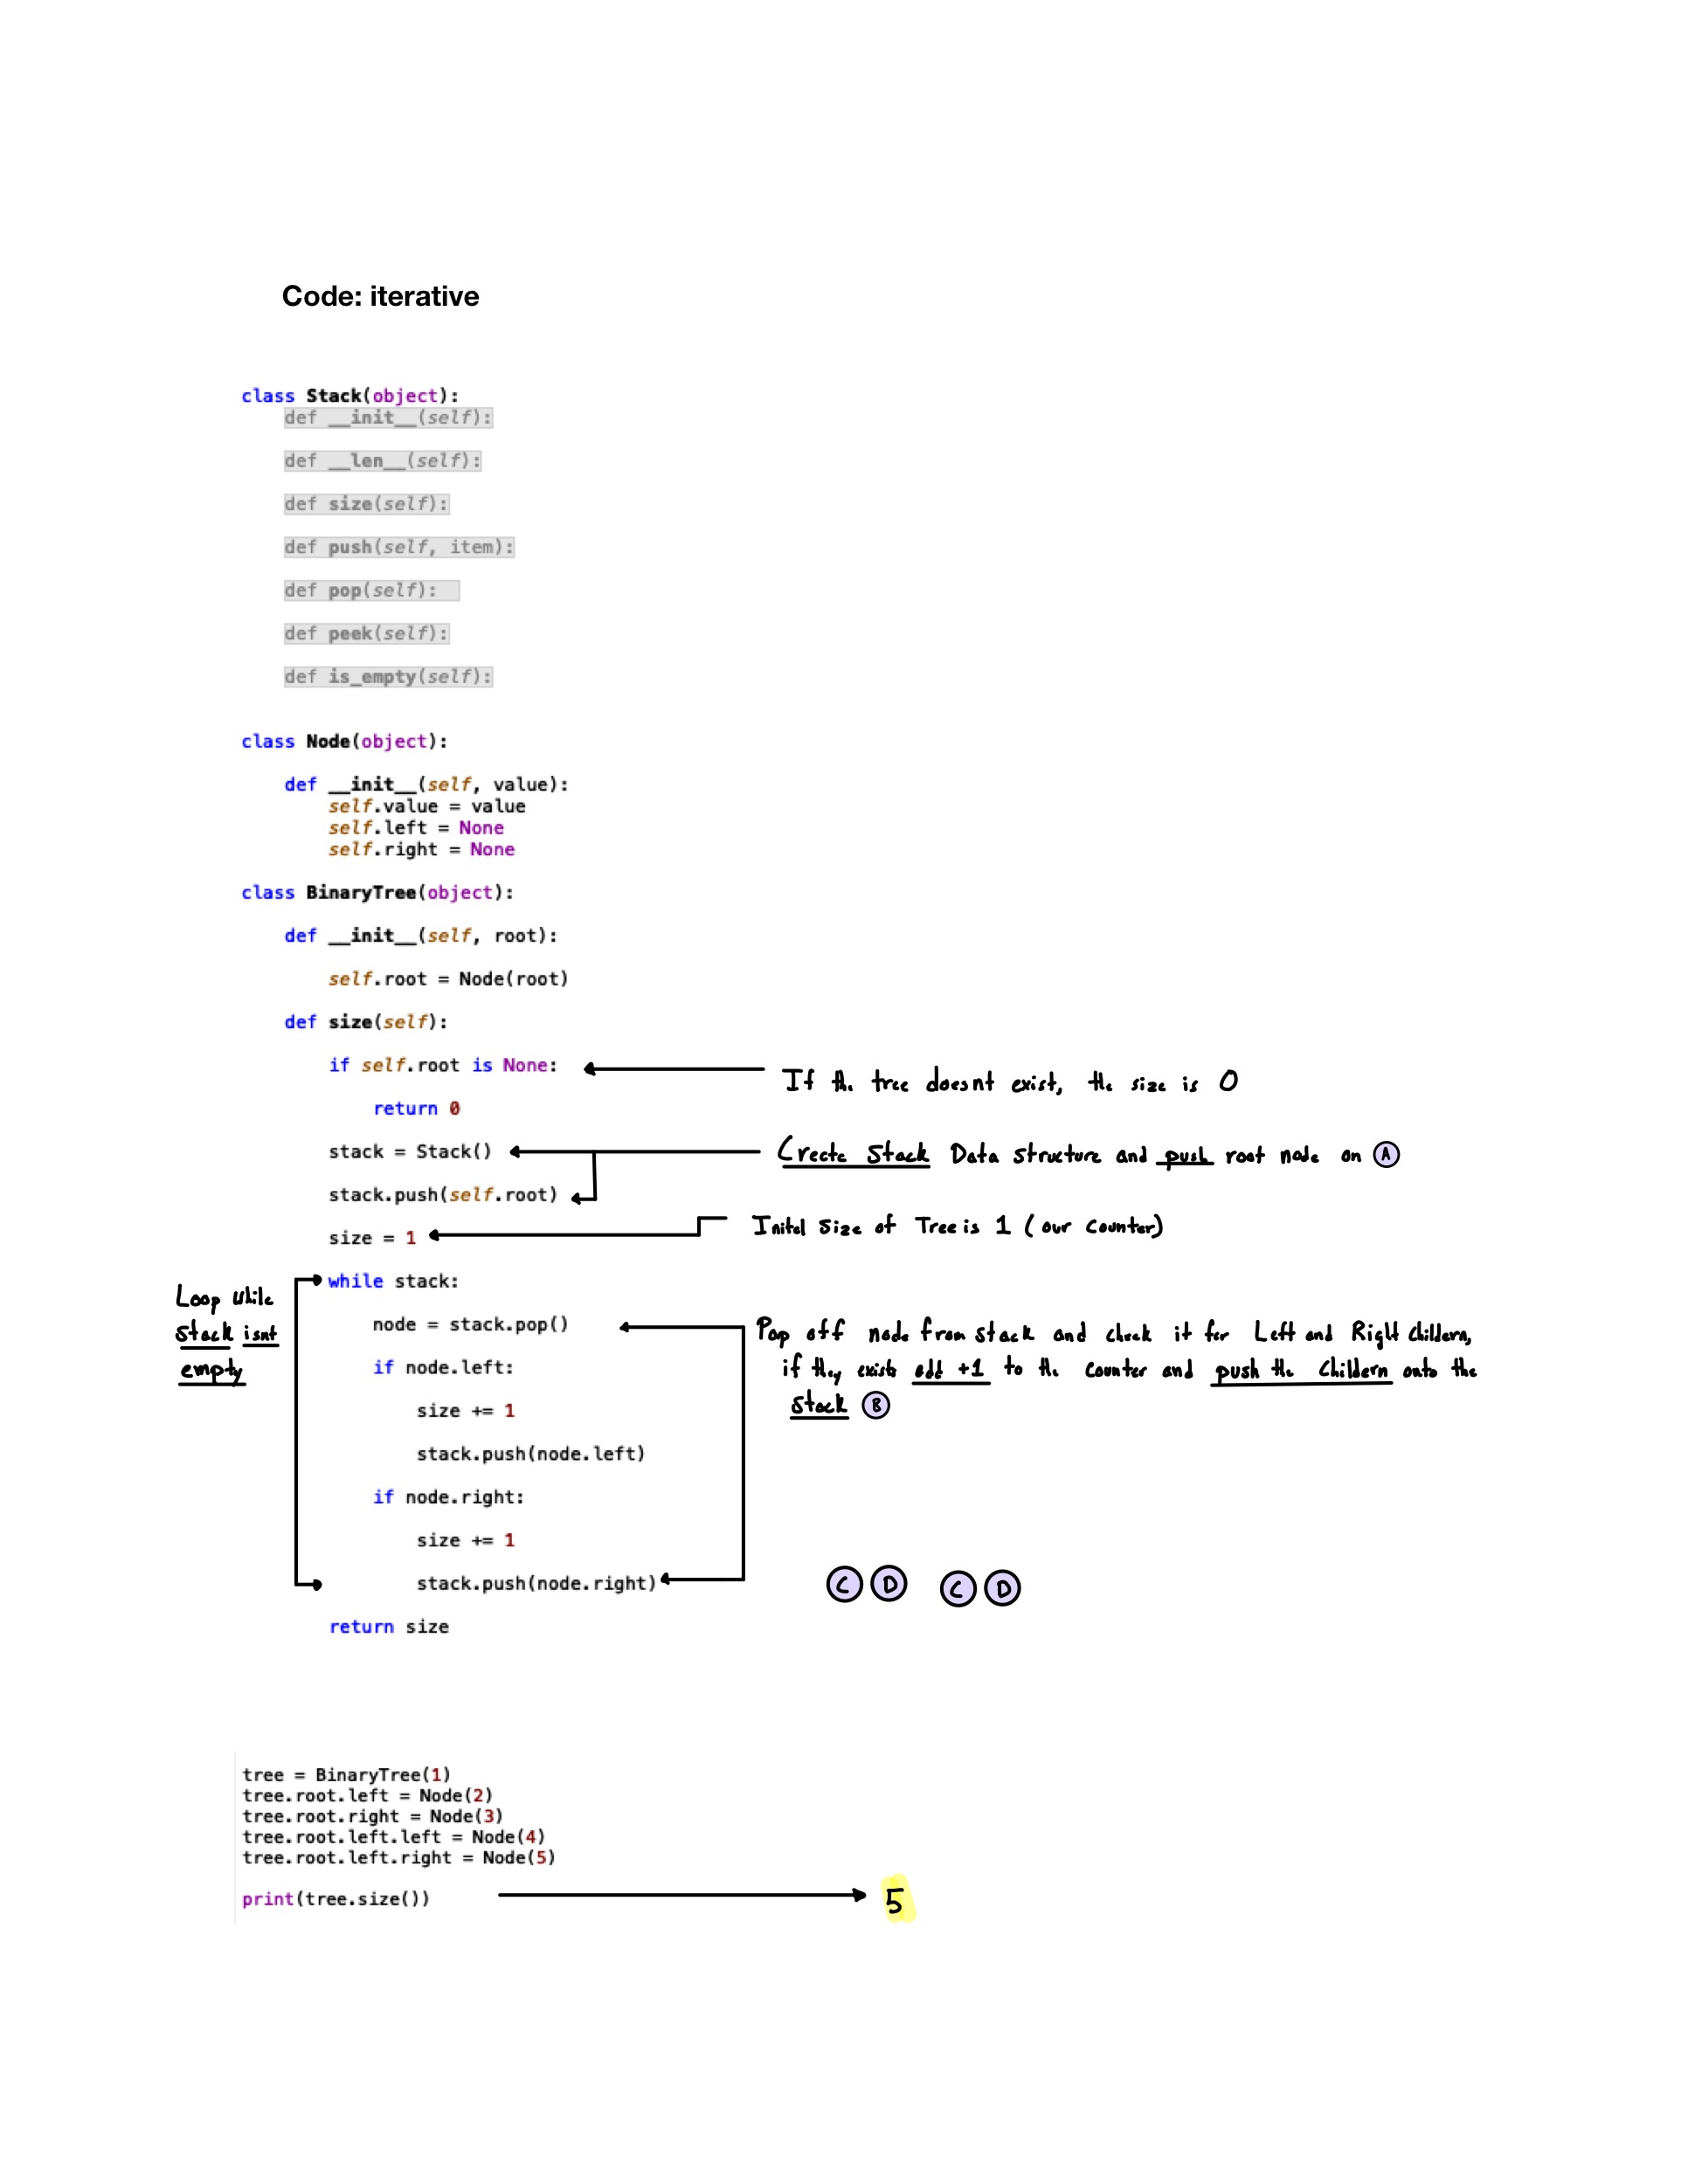 Code: iterative
class Stack(object):
def __init__(self):
def __len__(self):
def size(self):
def push(self, item):
def pop(self):
def peek(self):
def is_empty(self):
class Node(object):
def __init__(self, value):
self.value = value
self.left = None
self.right = None
class BinaryTree(object):
def __init__(self, root):
self.root = Node(root)
def size(self):
if self.root is None:
If the tree doesnt exist, the size is 0
return 0
stack = Stack()
Create Stack Data structure and push root node on A
stack.push(self.root)
size = 1
Inital Size of Tree is 1 (our counter)
while stack:
Loop while
stack isnt
empty
node = stack.pop()
Pop off node from stack and check it for Left and Right Childern,
if node.left:
if they exists add +1 to the counter and push the Childern onto the
size += 1
stack B
stack.push(node.left)
if node.right:
size += 1
stack.push(node.right)
C D C D
return size
tree = BinaryTree(1)
tree.root.left = Node(2)
tree.root.right = Node(3)
tree.root.left.left = Node(4)
tree.root.left.right = Node(5)
print(tree.size())
5